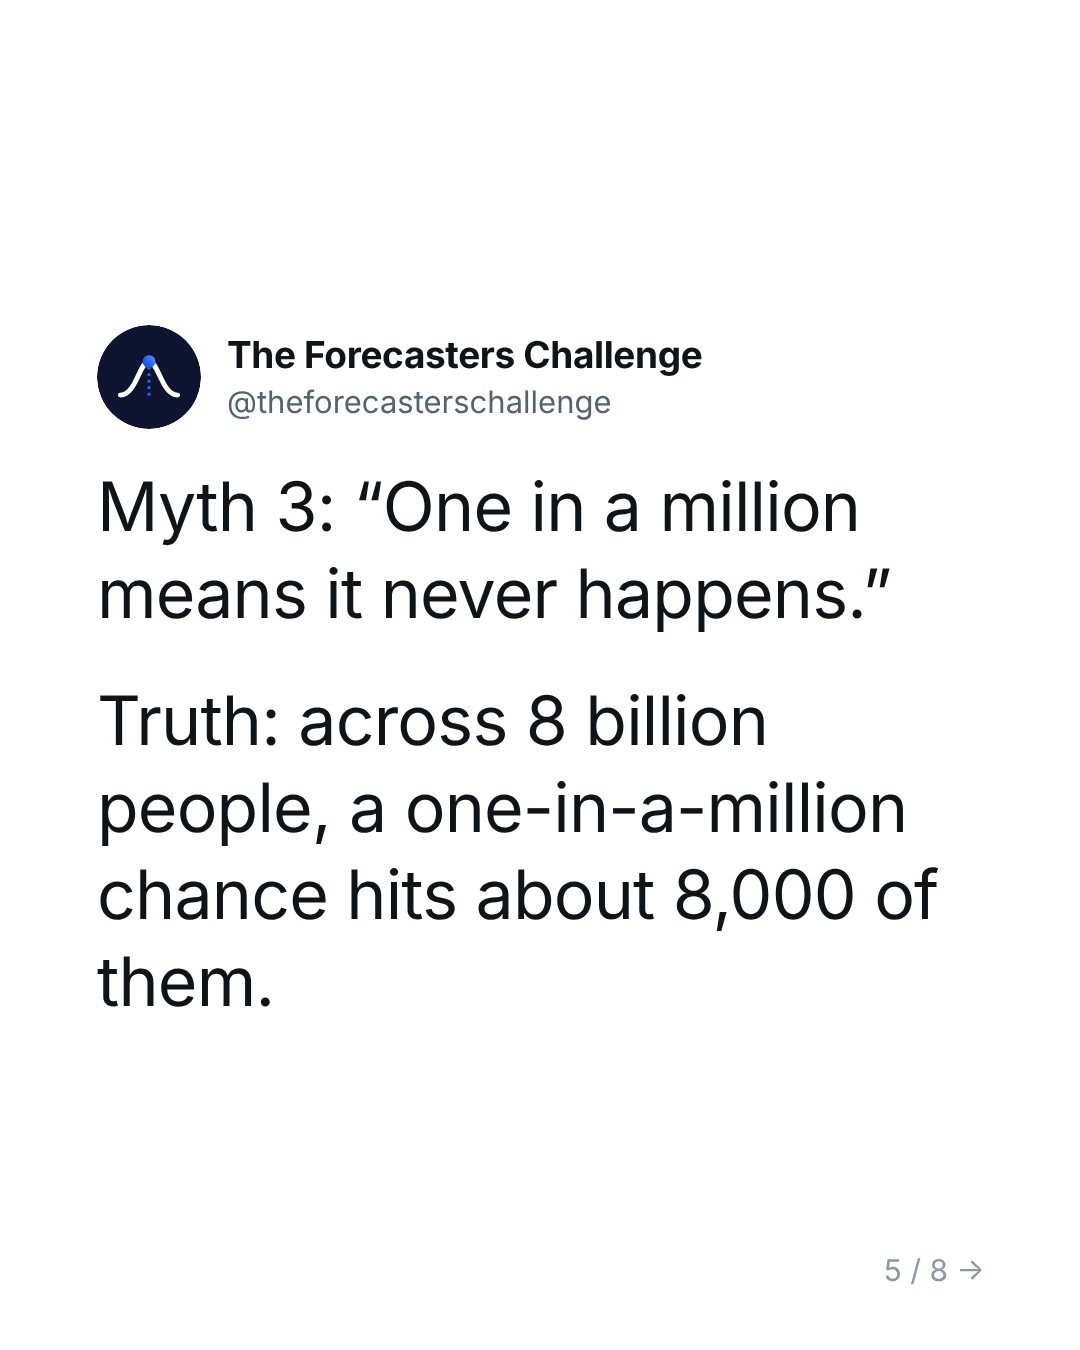 The Forecasters Challenge
@theforecasterschallenge
Myth 3: “One in a million
means it never happens.”
Truth: across 8 billion
people, a one-in-a-million
chance hits about 8,000 of
them.
5 / 8 →